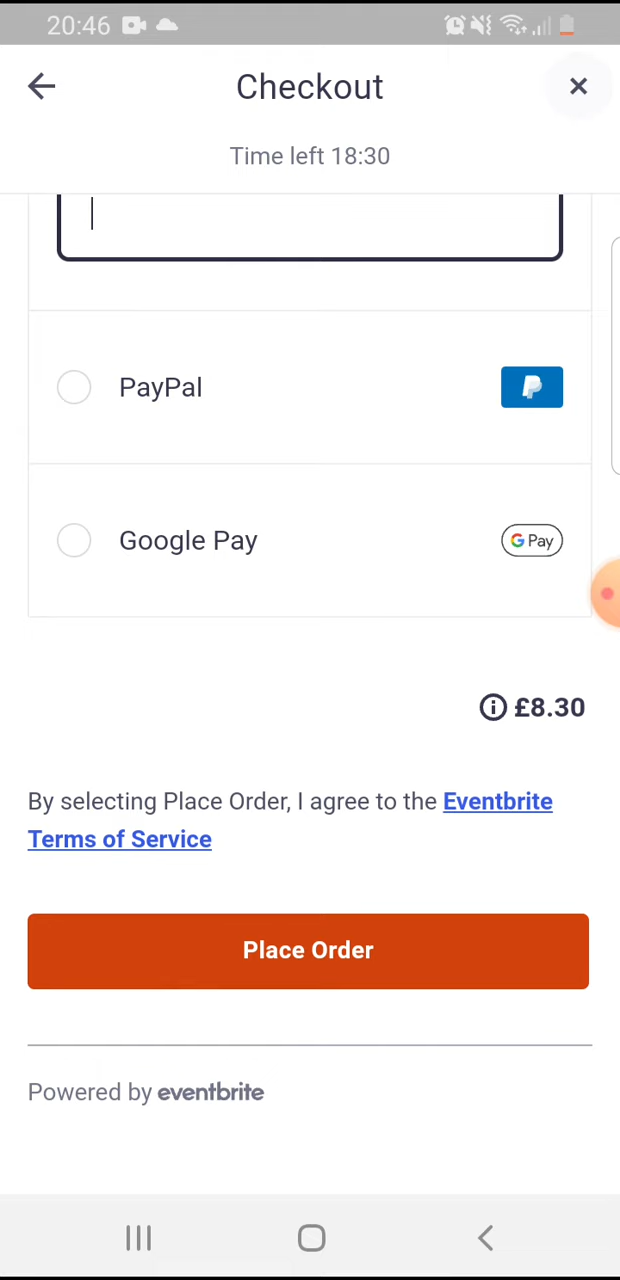 20:46
Checkout
Time left 18:30
PayPal
Google Pay
G Pay
£8.30
By selecting Place Order, I agree to the Eventbrite
Terms of Service
Place Order
Powered by eventbrite